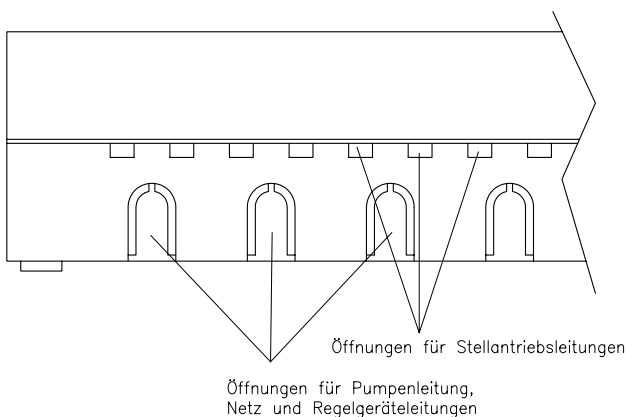 Öffnungen für Stellantriebsleitungen
Öffnungen für Pumpenleitung,
Netz und Regelgeräteleitungen